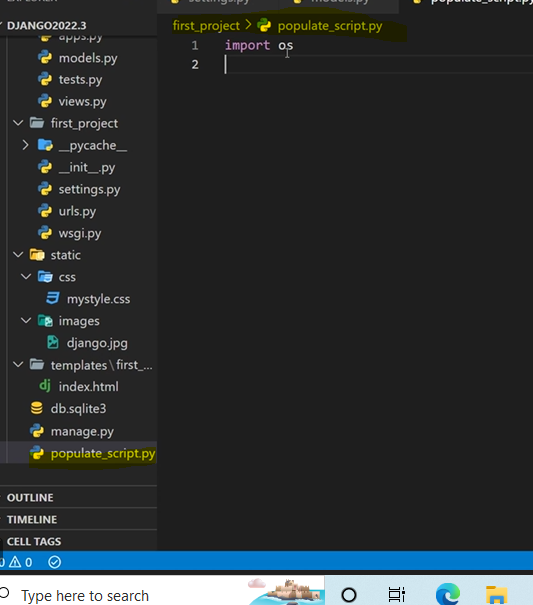 DJANGO2022.3
apps.py
models.py
tests.py
views.py
first_project
__pycache__
__init__.py
settings.py
urls.py
wsgi.py
static
css
mystyle.css
images
django.jpg
templates\first_...
dj index.html
db.sqlite3
manage.py
populate_script.py
OUTLINE
TIMELINE
CELL TAGS
settings.py models.py populate_script.py
first_project > populate_script.py
1 import os
2
0 0
Type here to search